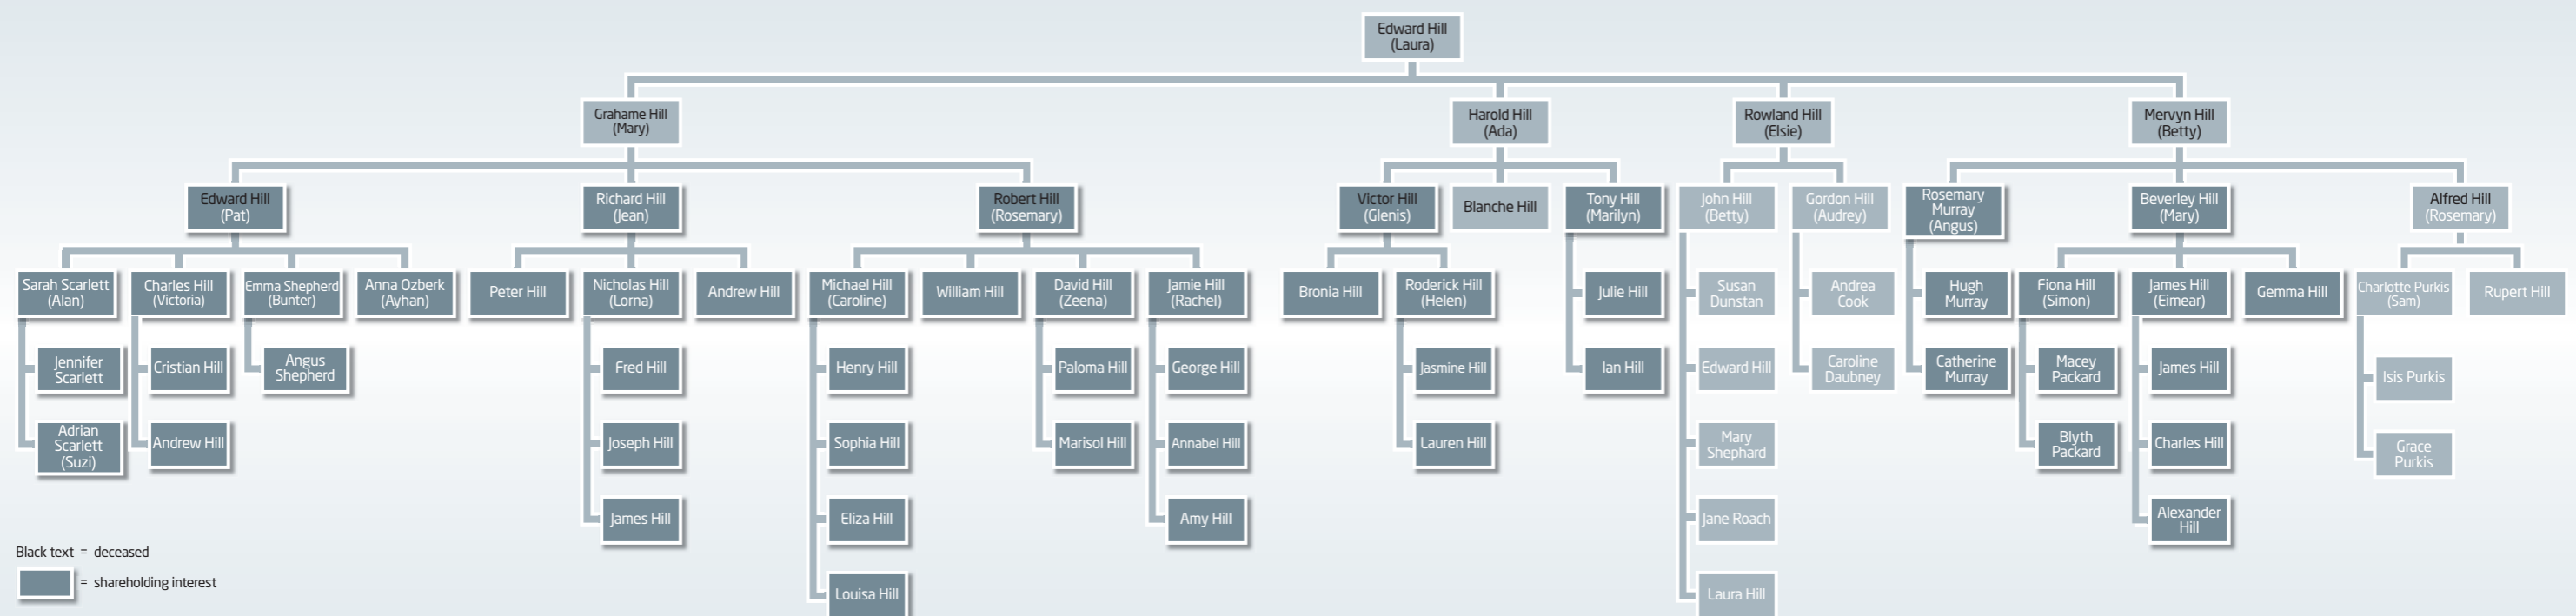 Edward Hill
(Laura)
Grahame Hill
(Mary)
Harold Hill
(Ada)
Rowland Hill
(Elsie)
Mervyn Hill
(Betty)
Edward Hill
(Pat)
Richard Hill
(Jean)
Robert Hill
(Rosemary)
Victor Hill
(Glenis)
Blanche Hill
Tony Hill
(Marilyn)
John Hill
(Betty)
Gordon Hill
(Audrey)
Rosemary
Murray
(Angus)
Beverley Hill
(Mary)
Alfred Hill
(Rosemary)
Sarah Scarlett
(Alan)
Charles Hill
(Victoria)
Emma Shepherd
(Bunter)
Anna Ozberk
(Ayhan)
Peter Hill
Nicholas Hill
(Lorna)
Andrew Hill
Michael Hill
(Caroline)
William Hill
David Hill
(Zeena)
Jamie Hill
(Rachel)
Bronia Hill
Roderick Hill
(Helen)
Julie Hill
Susan
Dunstan
Andrea
Cook
Hugh
Murray
Fiona Hill
(Simon)
James Hill
(Eimear)
Gemma Hill
Charlotte Purkis
(Sam)
Rupert Hill
Jennifer
Scarlett
Cristian Hill
Angus
Shepherd
Fred Hill
Henry Hill
Paloma Hill
George Hill
Jasmine Hill
Ian Hill
Edward Hill
Caroline
Daubney
Catherine
Murray
Macey
Packard
James Hill
Isis Purkis
Adrian
Scarlett
(Suzi)
Andrew Hill
Joseph Hill
Sophia Hill
Marisol Hill
Annabel Hill
Lauren Hill
Mary
Shephard
Blyth
Packard
Charles Hill
Grace
Purkis
James Hill
Eliza Hill
Amy Hill
Jane Roach
Alexander
Hill
Louisa Hill
Laura Hill
Black text = deceased
= shareholding interest